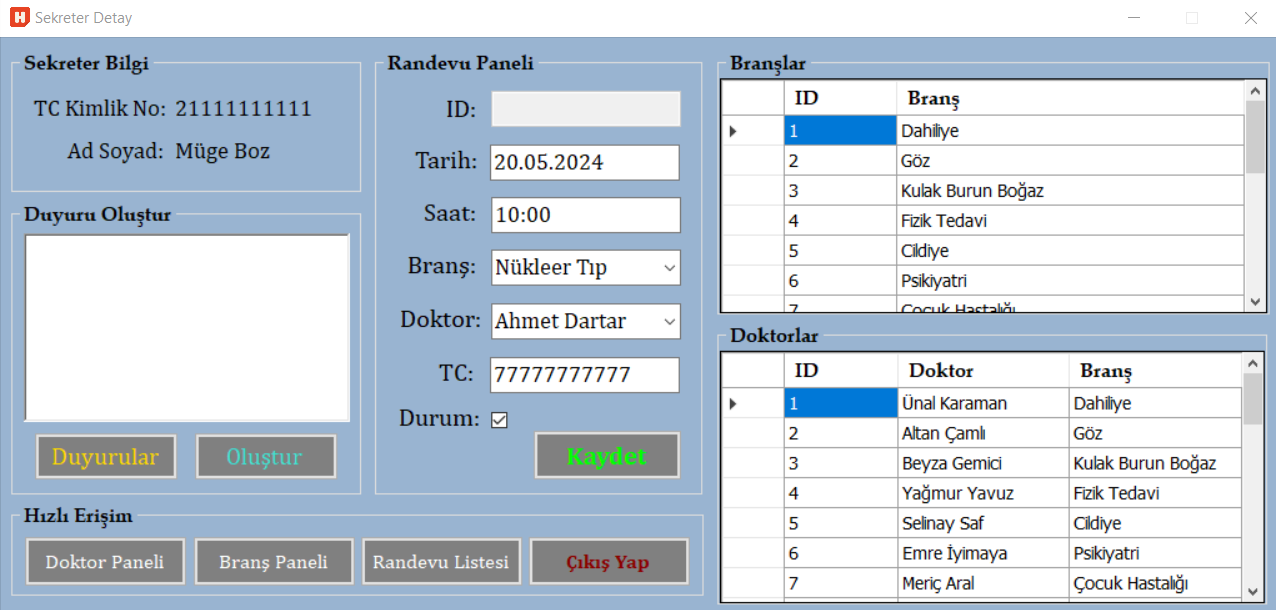 H Sekreter Detay
Sekreter Bilgi
TC Kimlik No: 21111111111
Ad Soyad: Müge Boz
Duyuru Oluştur
Duyurular Oluştur
Randevu Paneli
ID:
Tarih: 20.05.2024
Saat: 10:00
Branş: Nükleer Tıp
Doktor: Ahmet Dartar
TC: 77777777777
Durum:
Kaydet
Hızlı Erişim
Doktor Paneli Branş Paneli Randevu Listesi Çıkış Yap
Branşlar
ID Branş
1 Dahiliye
2 Göz
3 Kulak Burun Boğaz
4 Fizik Tedavi
5 Cildiye
6 Psikiyatri
7 Çocuk Hastalığı
Doktorlar
ID Doktor Branş
1 Ünal Karaman Dahiliye
2 Altan Çamlı Göz
3 Beyza Gemici Kulak Burun Boğaz
4 Yağmur Yavuz Fizik Tedavi
5 Selinay Saf Cildiye
6 Emre İyimaya Psikiyatri
7 Meriç Aral Çocuk Hastalığı